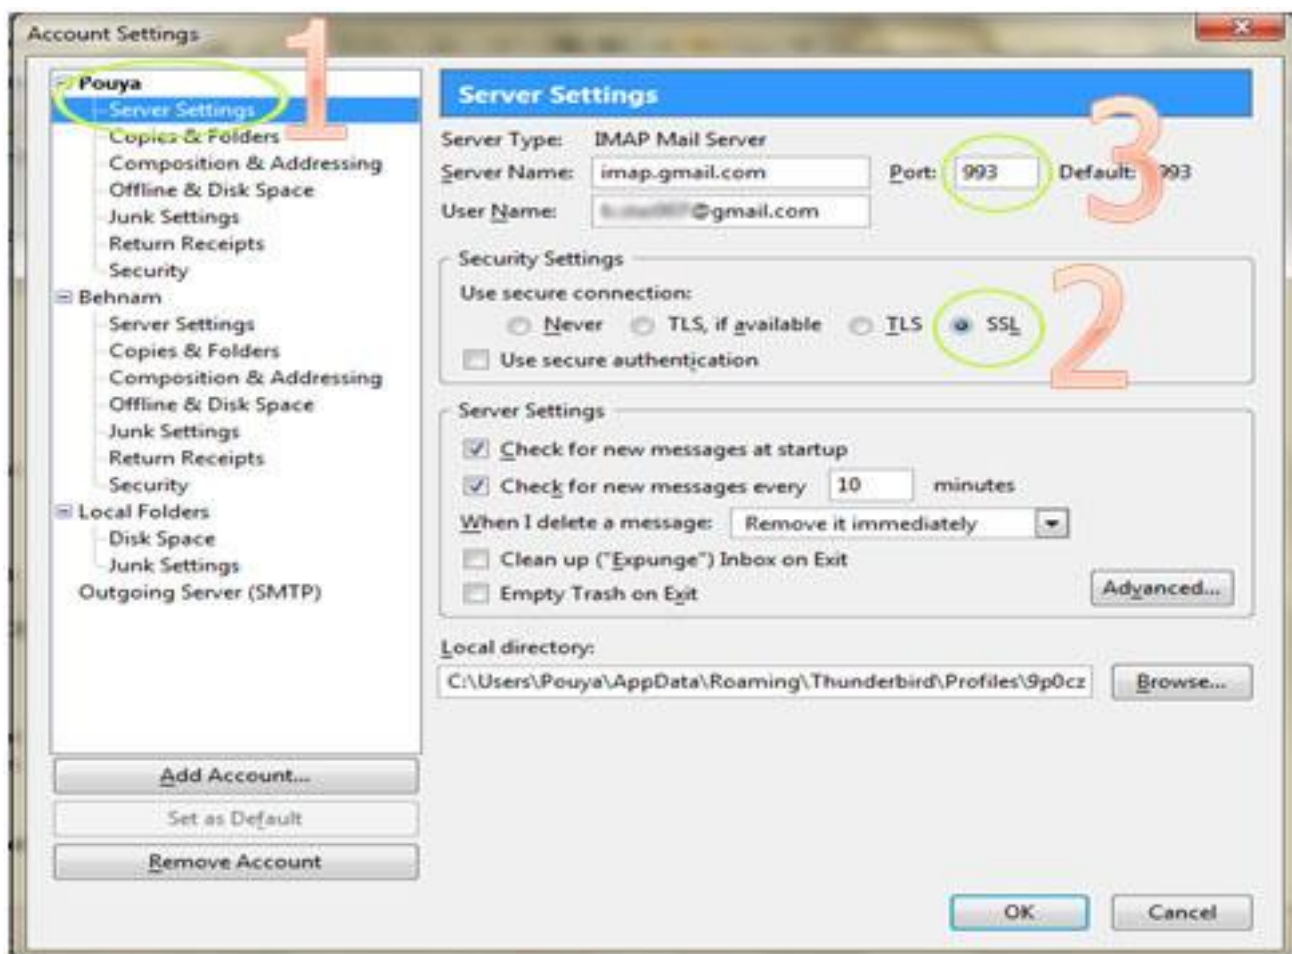 Account Settings
1
Pouya
Server Settings
Copies & Folders
Composition & Addressing
Offline & Disk Space
Junk Settings
Return Receipts
Security
Behnam
Server Settings
Copies & Folders
Composition & Addressing
Offline & Disk Space
Junk Settings
Return Receipts
Security
Local Folders
Disk Space
Junk Settings
Outgoing Server (SMTP)
Add Account...
Set as Default
Remove Account
Server Settings
3
Server Type: IMAP Mail Server
Server Name: imap.gmail.com Port: 993 Default: 993
User Name: @gmail.com
Security Settings
Use secure connection:
Never TLS, if available TLS SSL
2
Use secure authentication
Server Settings
Check for new messages at startup
Check for new messages every 10 minutes
When I delete a message: Remove it immediately
Clean up ("Expunge") Inbox on Exit
Empty Trash on Exit
Advanced...
Local directory:
C:\Users\Pouya\AppData\Roaming\Thunderbird\Profiles\9p0cz
Browse...
OK Cancel